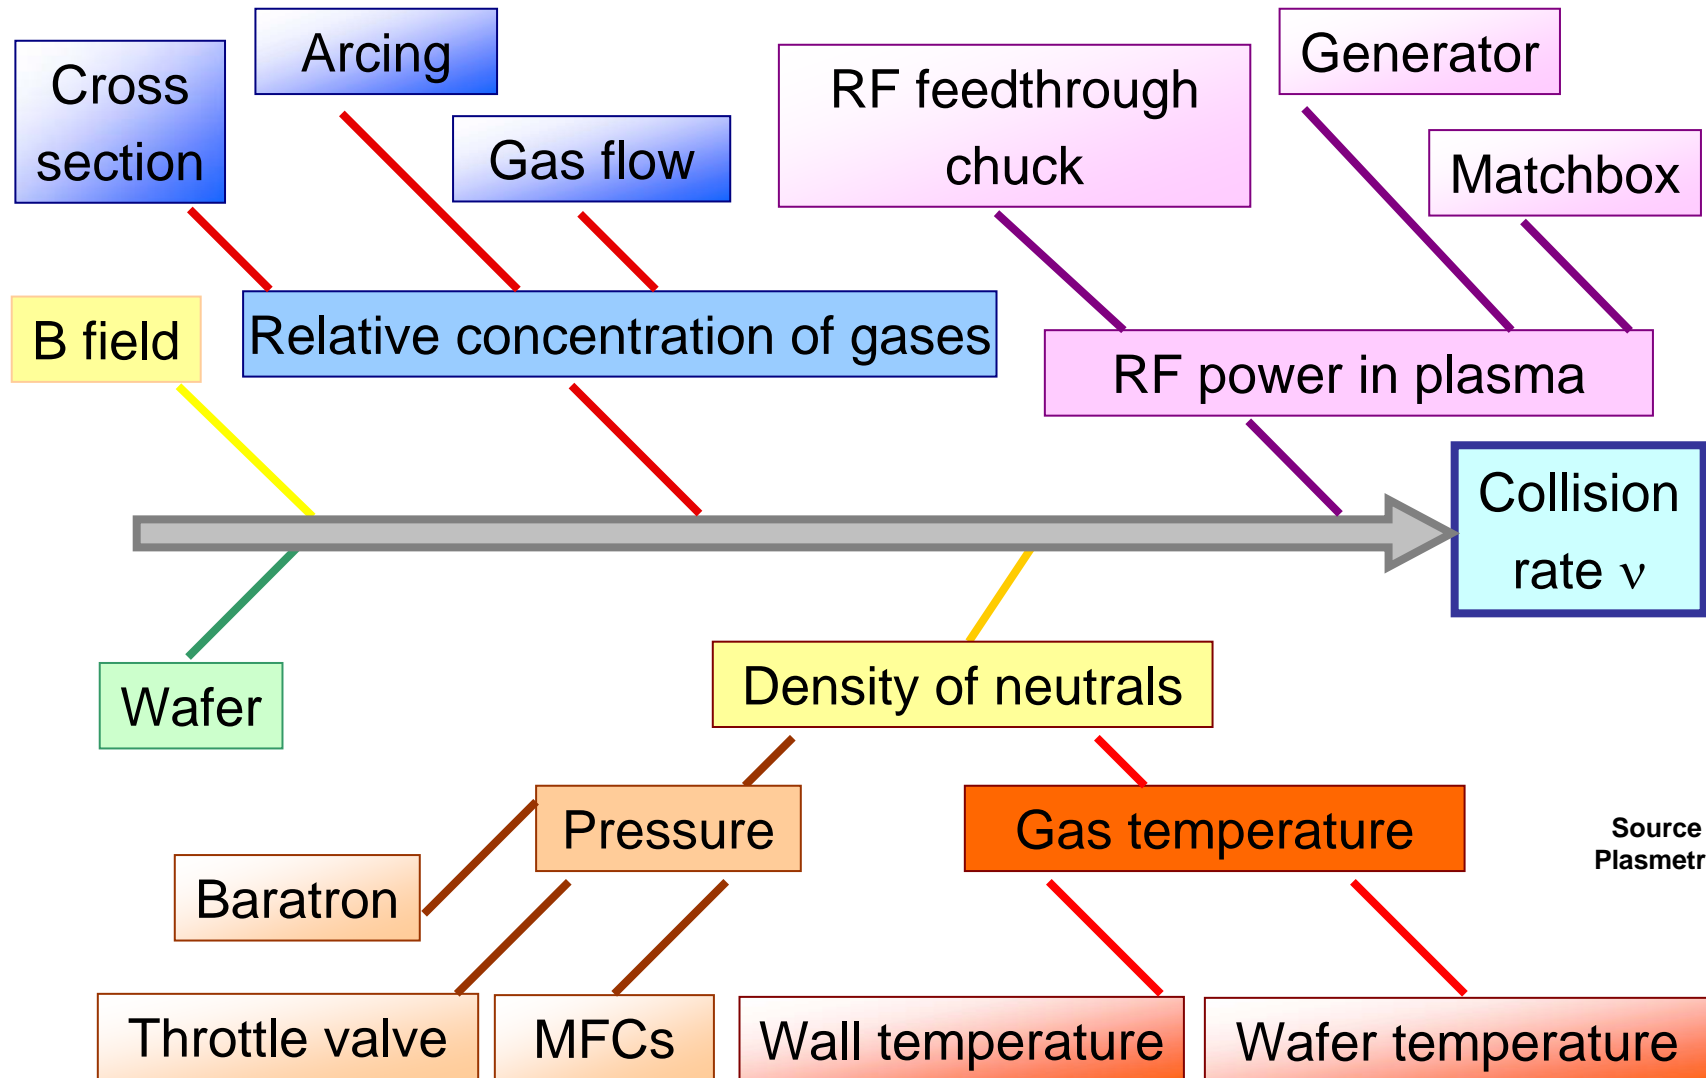 Cross
section
Arcing
Gas flow
RF feedthrough
chuck
Generator
Matchbox
B field
Relative concentration of gases
RF power in plasma
Collision
rate ν
Wafer
Density of neutrals
Pressure
Gas temperature
Source
Baratron
Throttle valve
MFCs
Wall temperature
Wafer temperature